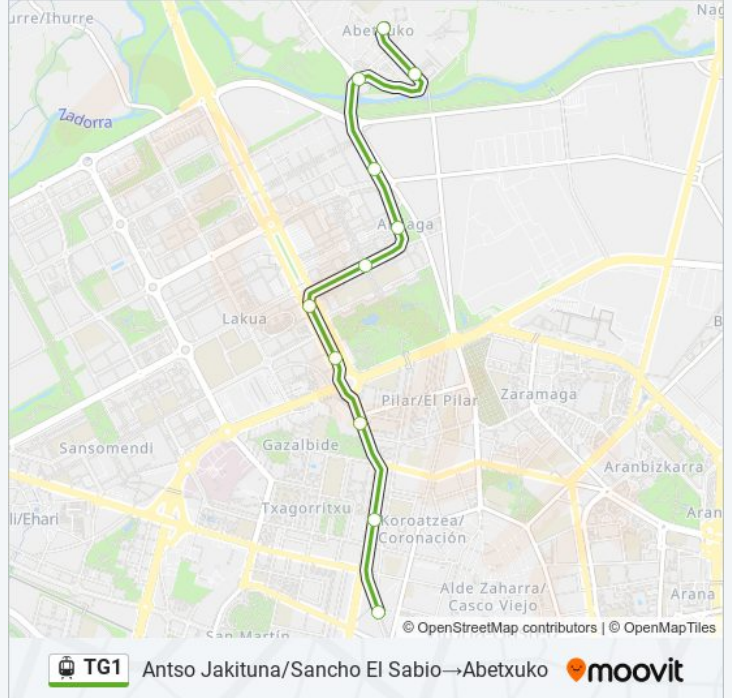 urre/Ihurre
Abetxuko
Nag
Zadorra
Lakua
B
Pilar/El Pilar
Zaramaga
Sansomendi
Gazalbide
Aranbizkarra
Txagorritxu
li/Ehari
Koroatzea/
Coronación
Aran
Alde Zaharra/
Casco Viejo
Arana
San Martín
© OpenStreetMap contributors | © OpenMapTiles
TG1 Antso Jakituna/Sancho El Sabio→Abetxuko moovit